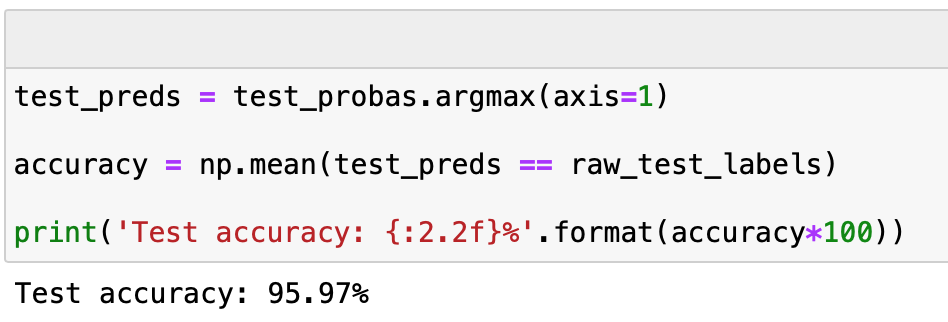 test_preds = test_probas.argmax(axis=1)
accuracy = np.mean(test_preds == raw_test_labels)
print('Test accuracy: {:2.2f}%'.format(accuracy*100))
Test accuracy: 95.97%